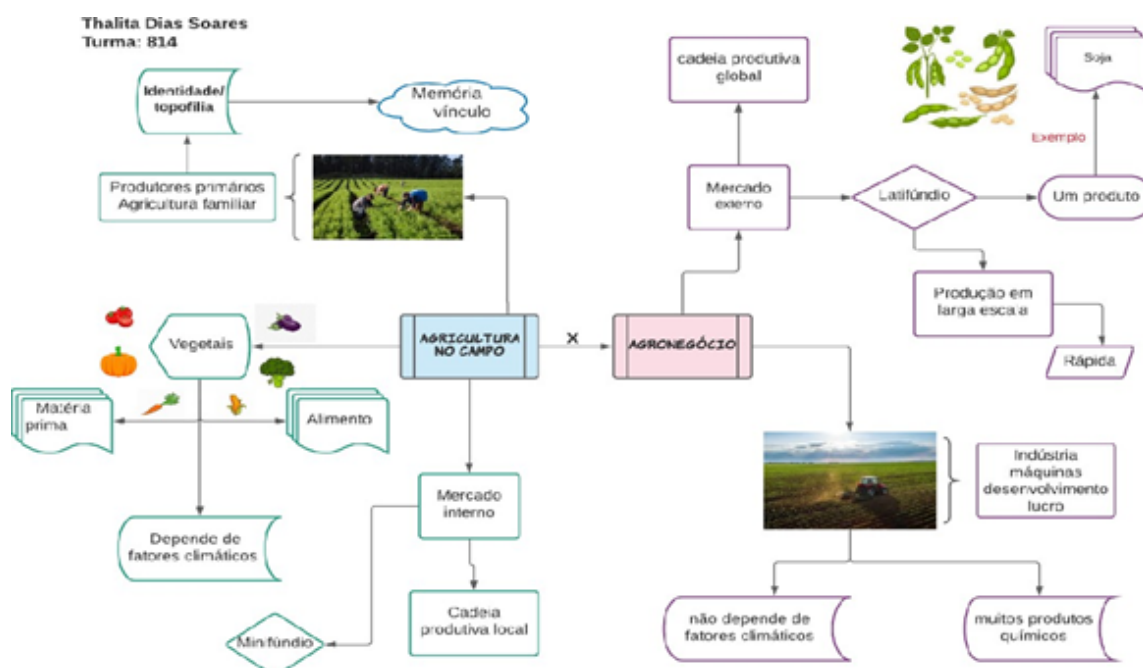 Thalita Dias Soares
Turma: 814
Identidade/
topofilia
Memória
vínculo
Produtores primários
Agricultura familiar
cadeia produtiva
global
Soja
Exemplo
Mercado
externo
Latifúndio
Um produto
Produção em
larga escala
Rápida
Vegetais
AGRICULTURA
NO CAMPO
X
AGRONEGÓCIO
Matéria
prima
Alimento
Indústria
máquinas
desenvolvimento
lucro
Mercado
interno
Depende de
fatores climáticos
Cadeia
produtiva local
Minifúndio
não depende de
fatores climáticos
muitos produtos
químicos